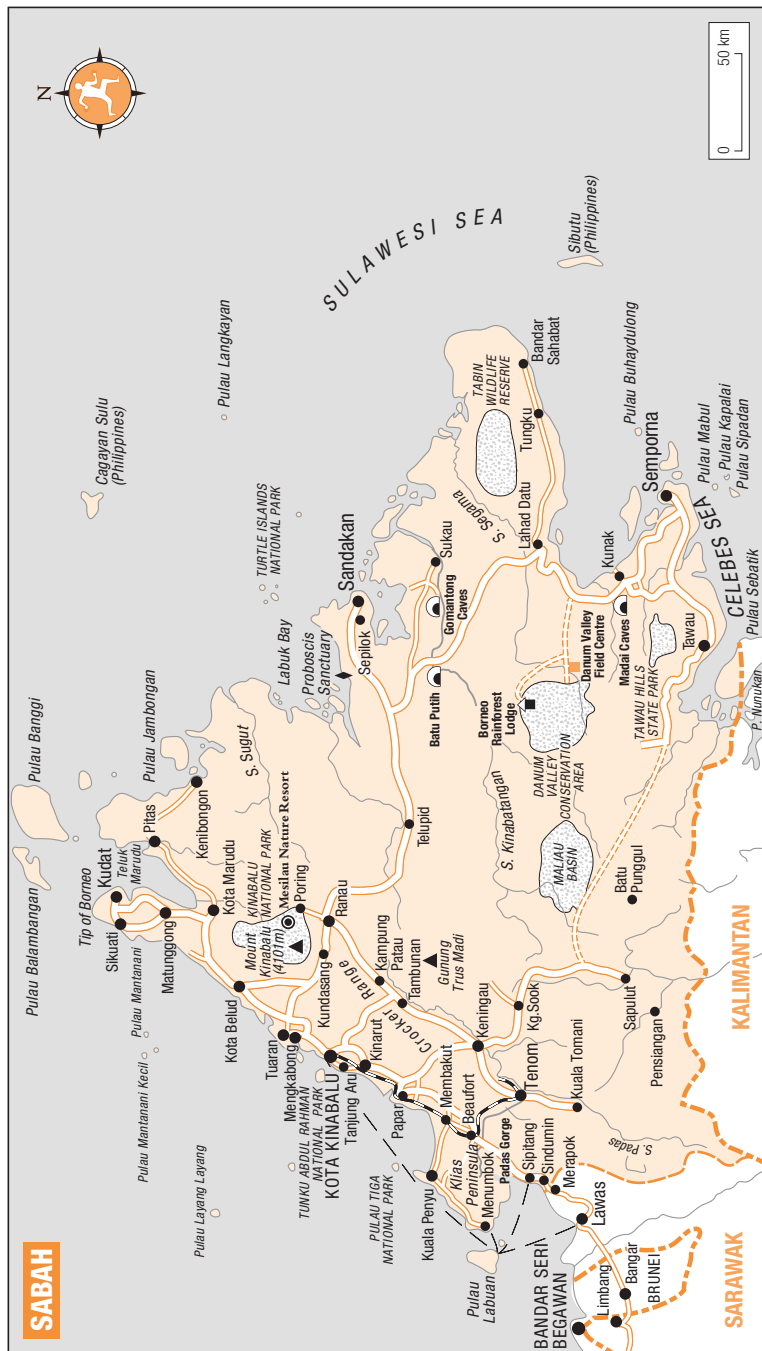 SABAH
N
0
50 km
SULAWESI SEA
CELEBES SEA
Pulau Balambangan
Pulau Banggi
Tip of Borneo
Kudat
Sikuati
Teluk
Marudu
Pitas
Pulau Jambongan
Matunggong
Kenibongon
Kota Marudu
Pulau Mantanani
Pulau Mantanani Kecil
Pulau Layang Layang
Cagayan Sulu
(Philippines)
Pulau Langkayan
TURTLE ISLANDS
NATIONAL PARK
Labuk Bay
Proboscis
Sanctuary
S. Sugut
Kota Belud
Mount
Kinabalu
(4101m)
KINABALU
NATIONAL PARK
Mesilau Nature Resort
Poring
Ranau
Kundasang
Tuaran
Mengkabong
TUNKU ABDUL RAHMAN
NATIONAL PARK
KOTA KINABALU
Tanjung Aru
Kinarut
Papar
Crocker Range
Kampung
Patau
Tambunan
Gunung
Trus Madi
Telupid
Sepilok
Sandakan
Sukau
Gomantong
Caves
Batu Putih
S. Segama
TABIN
WILDLIFE
RESERVE
Lahad Datu
Tungku
Bandar
Sahabat
Sibutu
(Philippines)
PULAU TIGA
NATIONAL PARK
Kuala Penyu
Klias
Peninsula
Menumbok
Membakut
Beaufort
Padas Gorge
Keningau
Kg.Sook
Tenom
Kuala Tomani
S. Padas
Sapulut
Pensiangan
Batu
Punggul
S. Kinabatangan
MALIAU
BASIN
DANUM
VALLEY
CONSERVATION
AREA
Borneo
Rainforest
Lodge
Danum Valley
Field Centre
Madai Caves
Kunak
Semporna
TAWAU HILLS
STATE PARK
Tawau
Pulau Buhaydulong
Pulau Mabul
Pulau Kapalai
Pulau Sipadan
Pulau Sebatik
P. Nunukan
Pulau
Labuan
Sipitang
Sindumin
Merapok
Lawas
BANDAR SERI
BEGAWAN
Limbang
Bangar
BRUNEI
SARAWAK
KALIMANTAN